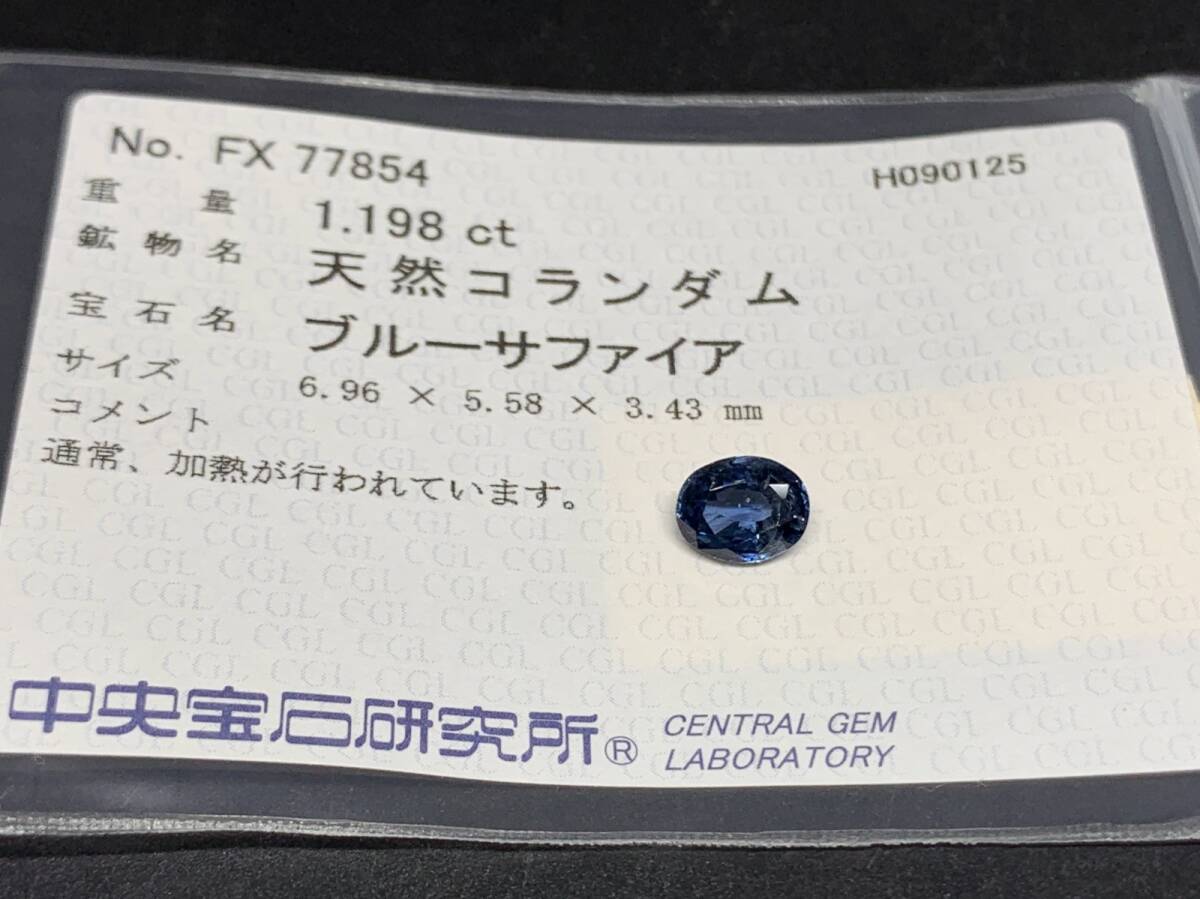 No. FX 77854
H090125
重量 1.198 ct
鉱物名 天然コランダム
宝石名 ブルーサファイア
サイズ 6.96 × 5.58 × 3.43 mm
コメント
通常、加熱が行われています。
中央宝石研究所®
CENTRAL GEM
LABORATORY